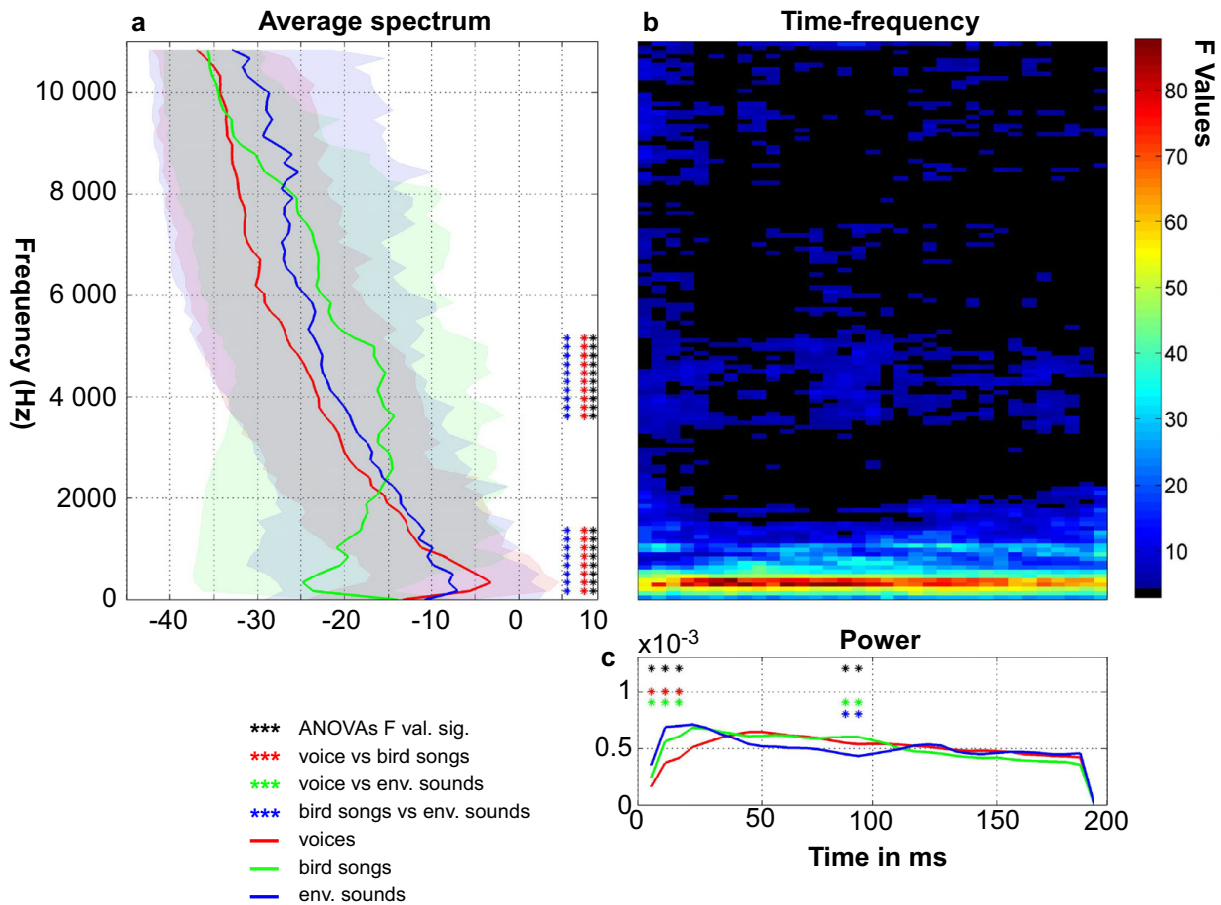 a Average spectrum
b Time-frequency
Frequency (Hz)
10 000
8 000
6 000
4 000
2000
0
-40 -30 -20 -10 0 10
F Values
80
70
60
50
40
30
20
10
c Power
x10-3
1
0.5
0
0 50 100 150 200
Time in ms
*** ANOVAs F val. sig.
*** voice vs bird songs
*** voice vs env. sounds
*** bird songs vs env. sounds
voices
bird songs
env. sounds